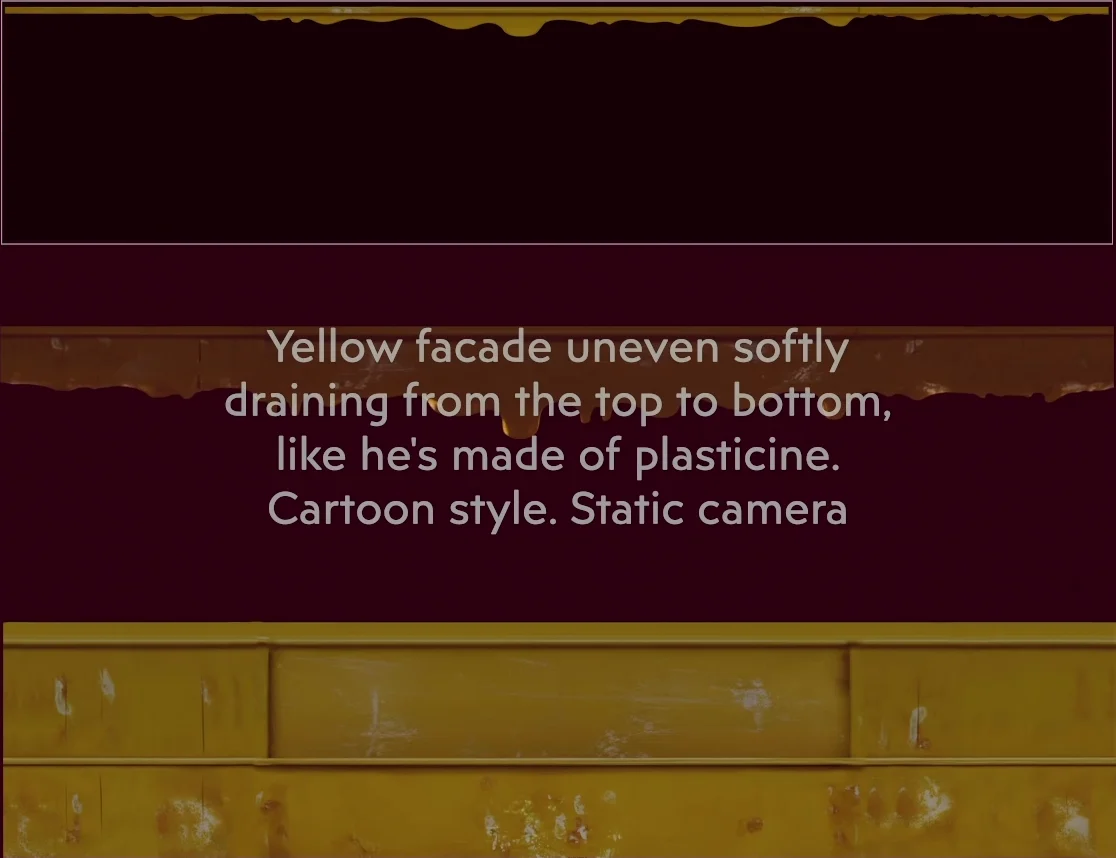 Yellow facade uneven softly
draining from the top to bottom,
like he's made of plasticine.
Cartoon style. Static camera